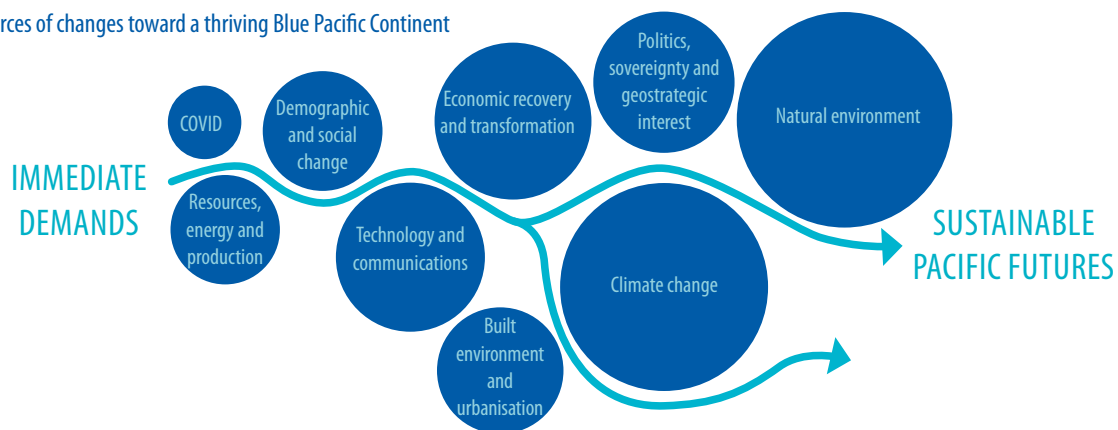 of changes toward a thriving Blue Pacific Continent
COVID
Demographic
and social
change
Economic recovery
and transformation
Politics,
sovereignty and
geostrategic
interest
Natural environment
IMMEDIATE
DEMANDS
Resources,
energy and
production
Technology and
communications
Built
environment
and
urbanisation
Climate change
SUSTAINABLE
PACIFIC FUTURES